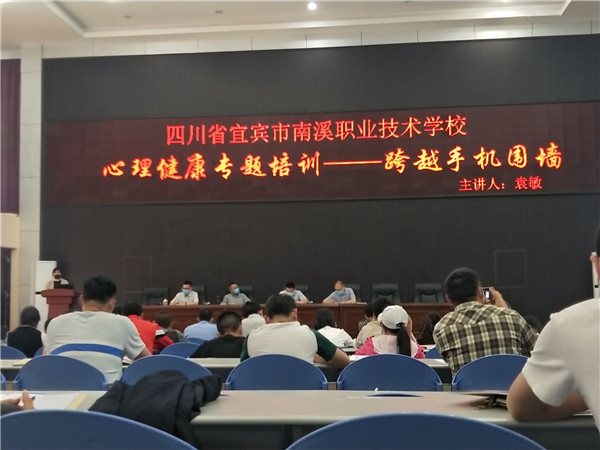 四川省宜宾市南溪职业技术学校
心理健康专题培训——跨越手机围墙
主讲人：袁敏